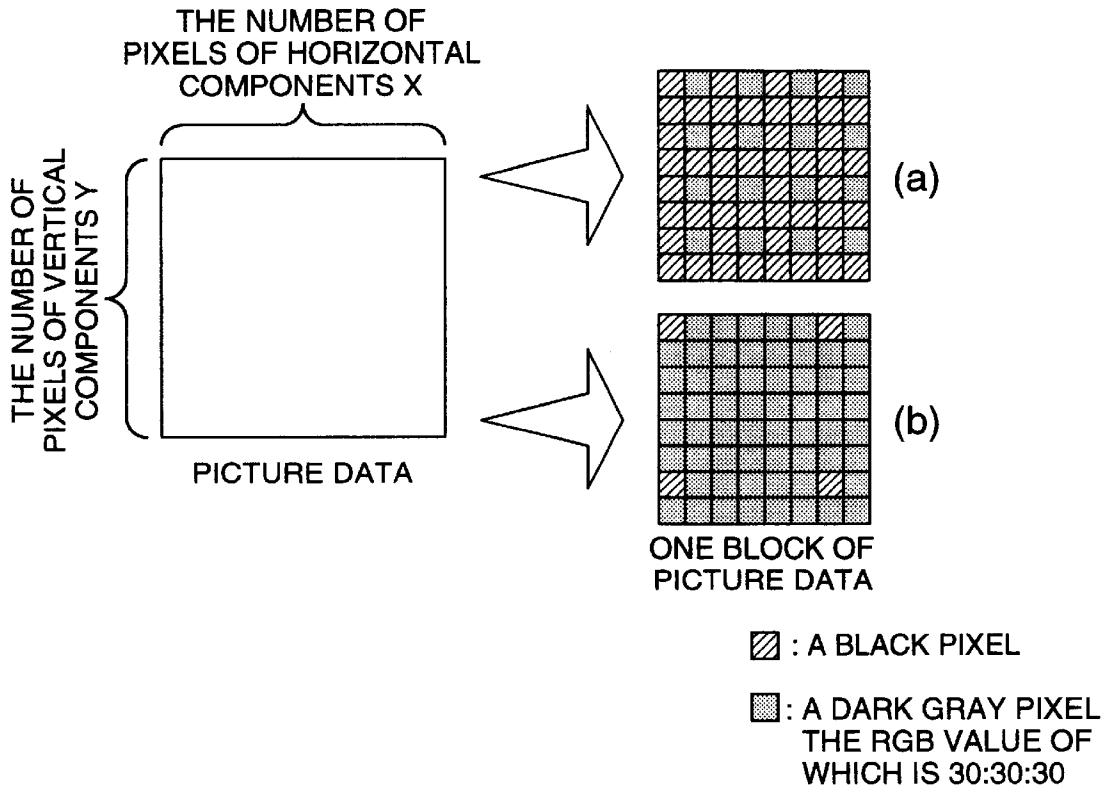 THE NUMBER OF
PIXELS OF HORIZONTAL
COMPONENTS X
THE NUMBER OF
PIXELS OF VERTICAL
COMPONENTS Y
PICTURE DATA
(a)
(b)
ONE BLOCK OF
PICTURE DATA
: A BLACK PIXEL
: A DARK GRAY PIXEL
THE RGB VALUE OF
WHICH IS 30:30:30